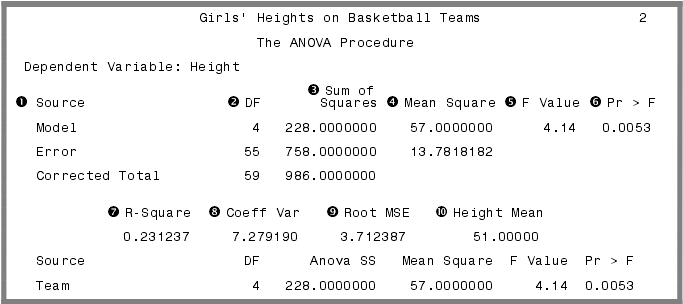 Girls' Heights on Basketball Teams 2
The ANOVA Procedure
Dependent Variable: Height
❸ Sum of
❶ Source ❷ DF Squares ❹ Mean Square ❺ F Value ❻ Pr > F
Model 4 228.0000000 57.0000000 4.14 0.0053
Error 55 758.0000000 13.7818182
Corrected Total 59 986.0000000
❼ R-Square ❽ Coeff Var ❾ Root MSE ❿ Height Mean
0.231237 7.279190 3.712387 51.00000
Source DF Anova SS Mean Square F Value Pr > F
Team 4 228.0000000 57.0000000 4.14 0.0053